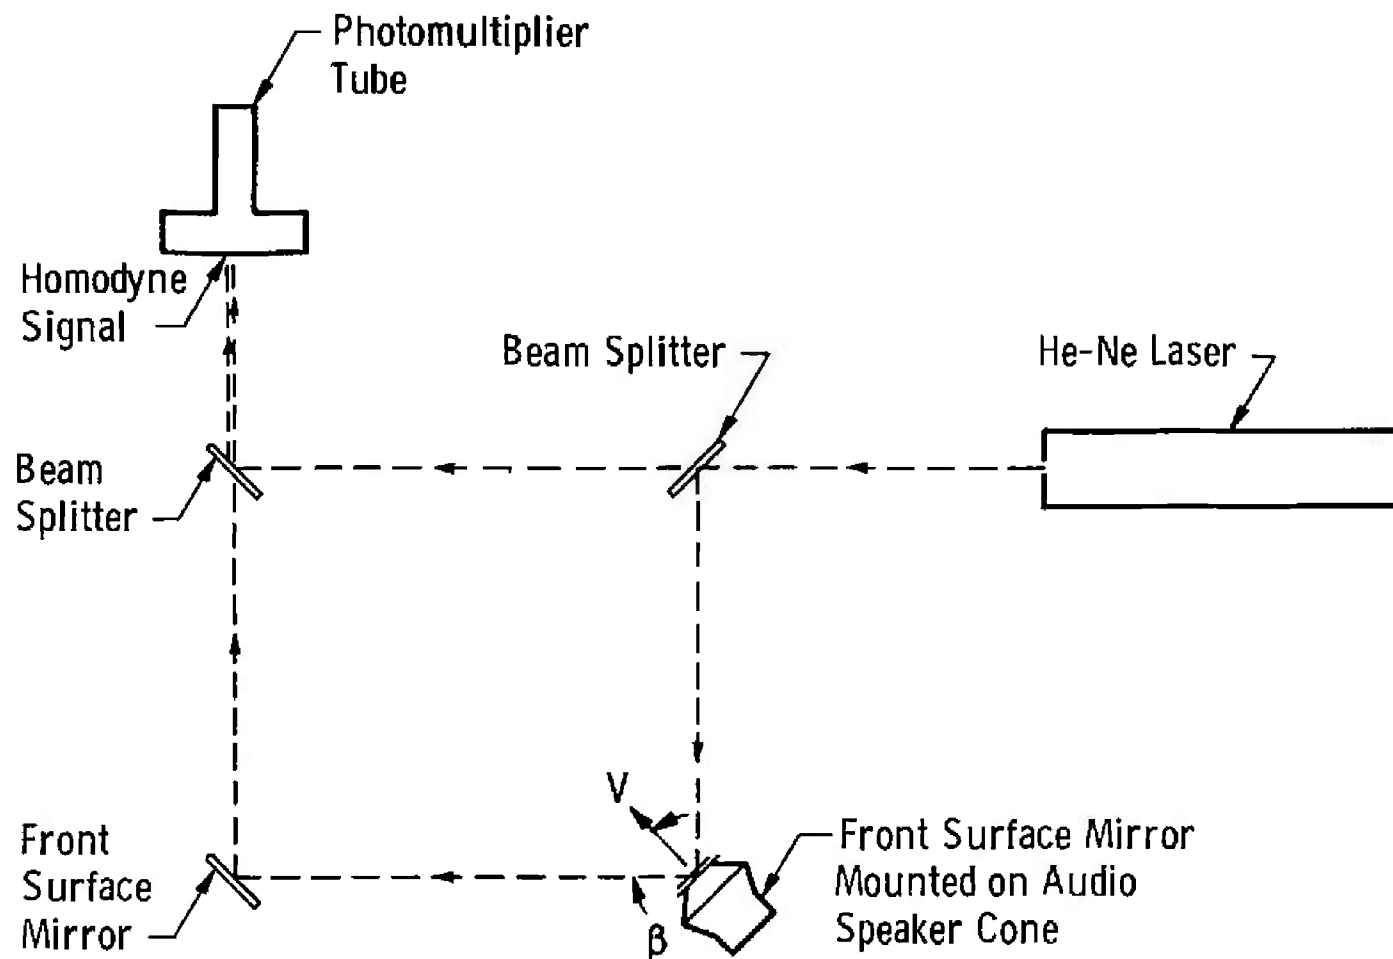 Photomultiplier
Tube
Homodyne
Signal
Beam Splitter
He-Ne Laser
Beam
Splitter
V
Front
Surface
Mirror
β
Front Surface Mirror
Mounted on Audio
Speaker Cone